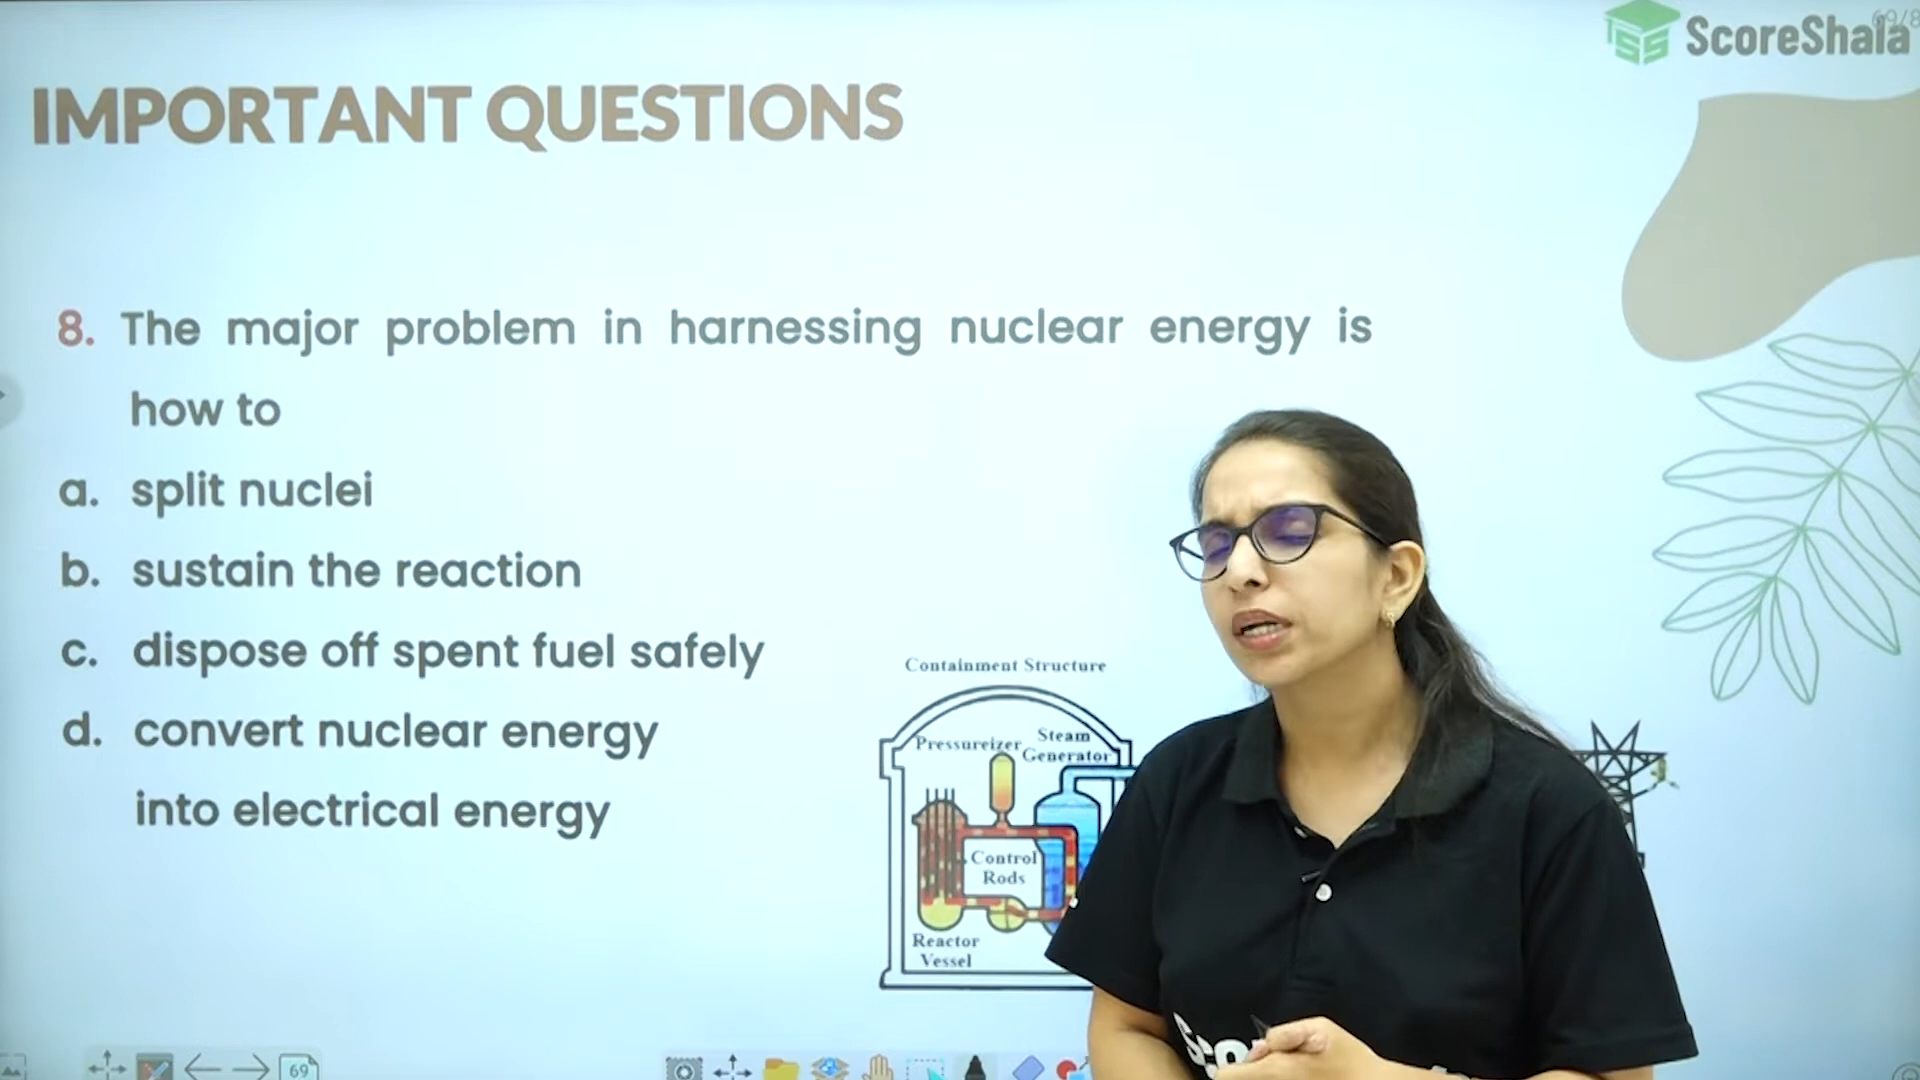 69/8
ScoreShala
IMPORTANT QUESTIONS
8. The major problem in harnessing nuclear energy is
how to
a. split nuclei
b. sustain the reaction
c. dispose off spent fuel safely
d. convert nuclear energy
into electrical energy
Containment Structure
Pressureizer
Steam
Generator
Control
Rods
Reactor
Vessel
69